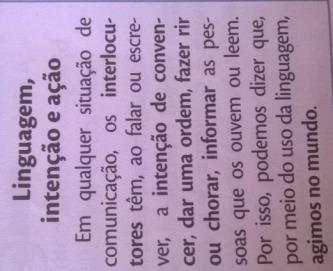 Linguagem,
intenção e ação
Em qualquer situação de
comunicação, os interlocu-
tores têm, ao falar ou escre-
ver, a intenção de conven-
cer, dar uma ordem, fazer rir
ou chorar, informar as pes-
soas que os ouvem ou leem.
Por isso, podemos dizer que,
por meio do uso da linguagem,
agimos no mundo.